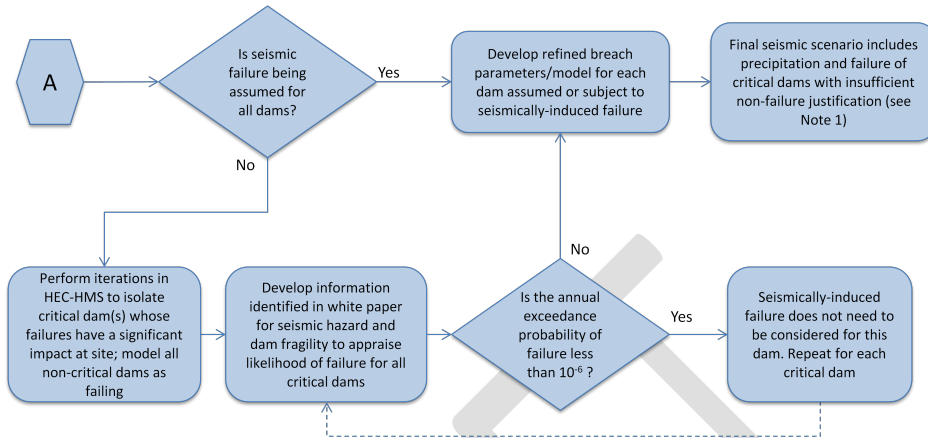 A
Is seismic
failure being
assumed for
all dams?
Yes
Develop refined breach
parameters/model for each
dam assumed or subject to
seismically-induced failure
Final seismic scenario includes
precipitation and failure of
critical dams with insufficient
non-failure justification (see
Note 1)
No
Perform iterations in
HEC-HMS to isolate
critical dam(s) whose
failures have a significant
impact at site; model all
non-critical dams as
failing
Develop information
identified in white paper
for seismic hazard and
dam fragility to appraise
likelihood of failure for all
critical dams
No
Is the annual
exceedance
probability of
failure less
than 10⁻⁶ ?
Yes
Seismically-induced
failure does not need to
be considered for this
dam. Repeat for each
critical dam